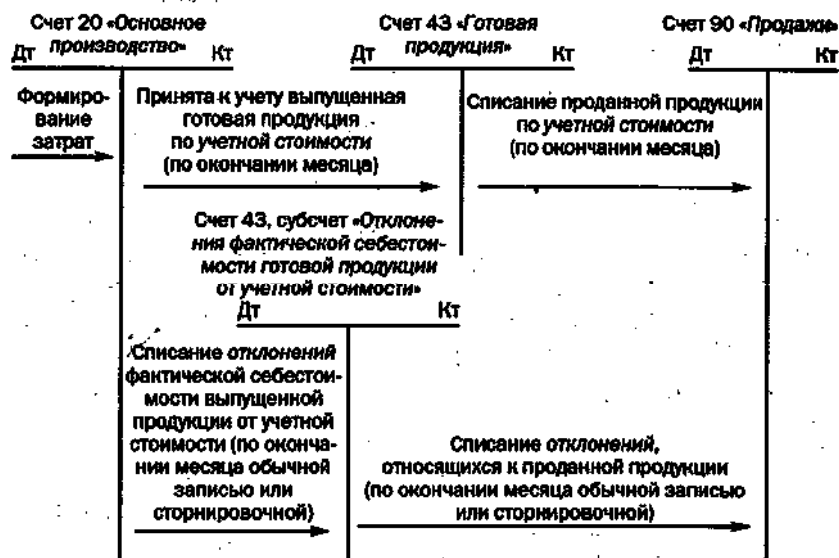 Счет 20 «Основное производство»
Дт Кт
Счет 43 «Готовая продукция»
Дт Кт
Счет 90 «Продажи»
Дт Кт
Формиро-
вание
затрат
Принята к учету выпущенная
готовая продукция
по учетной стоимости
(по окончании месяца)
Списание проданной продукции
по учетной стоимости
(по окончании месяца)
Счет 43, субсчет «Отклоне-
ния фактической себестои-
мости готовой продукции
от учетной стоимости»
Дт Кт
Списание отклонений
фактической себестои-
мости выпущенной
продукции от учетной
стоимости (по оконча-
нии месяца обычной
записью или
сторнировочной)
Списание отклонений,
относящихся к проданной продукции
(по окончании месяца обычной записью
или сторнировочной)